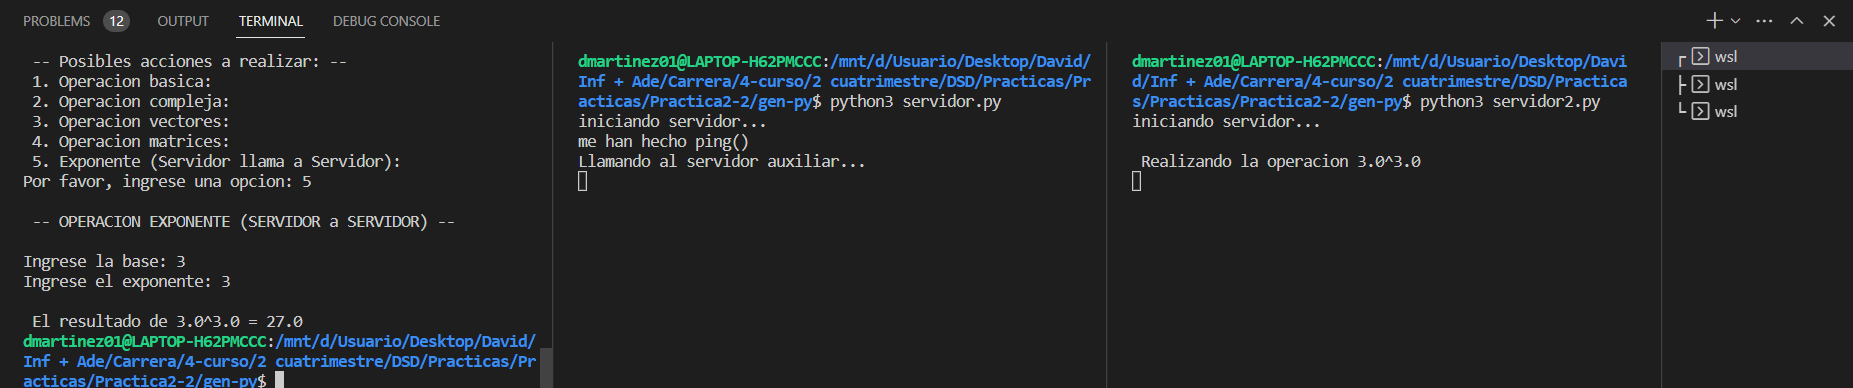 PROBLEMS 12 OUTPUT TERMINAL DEBUG CONSOLE
-- Posibles acciones a realizar: --
1. Operacion basica:
2. Operacion compleja:
3. Operacion vectores:
4. Operacion matrices:
5. Exponente (Servidor llama a Servidor):
Por favor, ingrese una opcion: 5
-- OPERACION EXPONENTE (SERVIDOR a SERVIDOR) --
Ingrese la base: 3
Ingrese el exponente: 3
El resultado de 3.0^3.0 = 27.0
dmartinez01@LAPTOP-H62PMCCC:/mnt/d/Usuario/Desktop/David/
Inf + Ade/Carrera/4-curso/2 cuatrimestre/DSD/Practicas/Pr
acticas/Practica2-2/gen-py$
dmartinez01@LAPTOP-H62PMCCC:/mnt/d/Usuario/Desktop/David/
Inf + Ade/Carrera/4-curso/2 cuatrimestre/DSD/Practicas/Pr
acticas/Practica2-2/gen-py$ python3 servidor.py
iniciando servidor...
me han hecho ping()
Llamando al servidor auxiliar...
dmartinez01@LAPTOP-H62PMCCC:/mnt/d/Usuario/Desktop/Davi
d/Inf + Ade/Carrera/4-curso/2 cuatrimestre/DSD/Practica
s/Practicas/Practica2-2/gen-py$ python3 servidor2.py
iniciando servidor...
Realizando la operacion 3.0^3.0
wsl
wsl
wsl